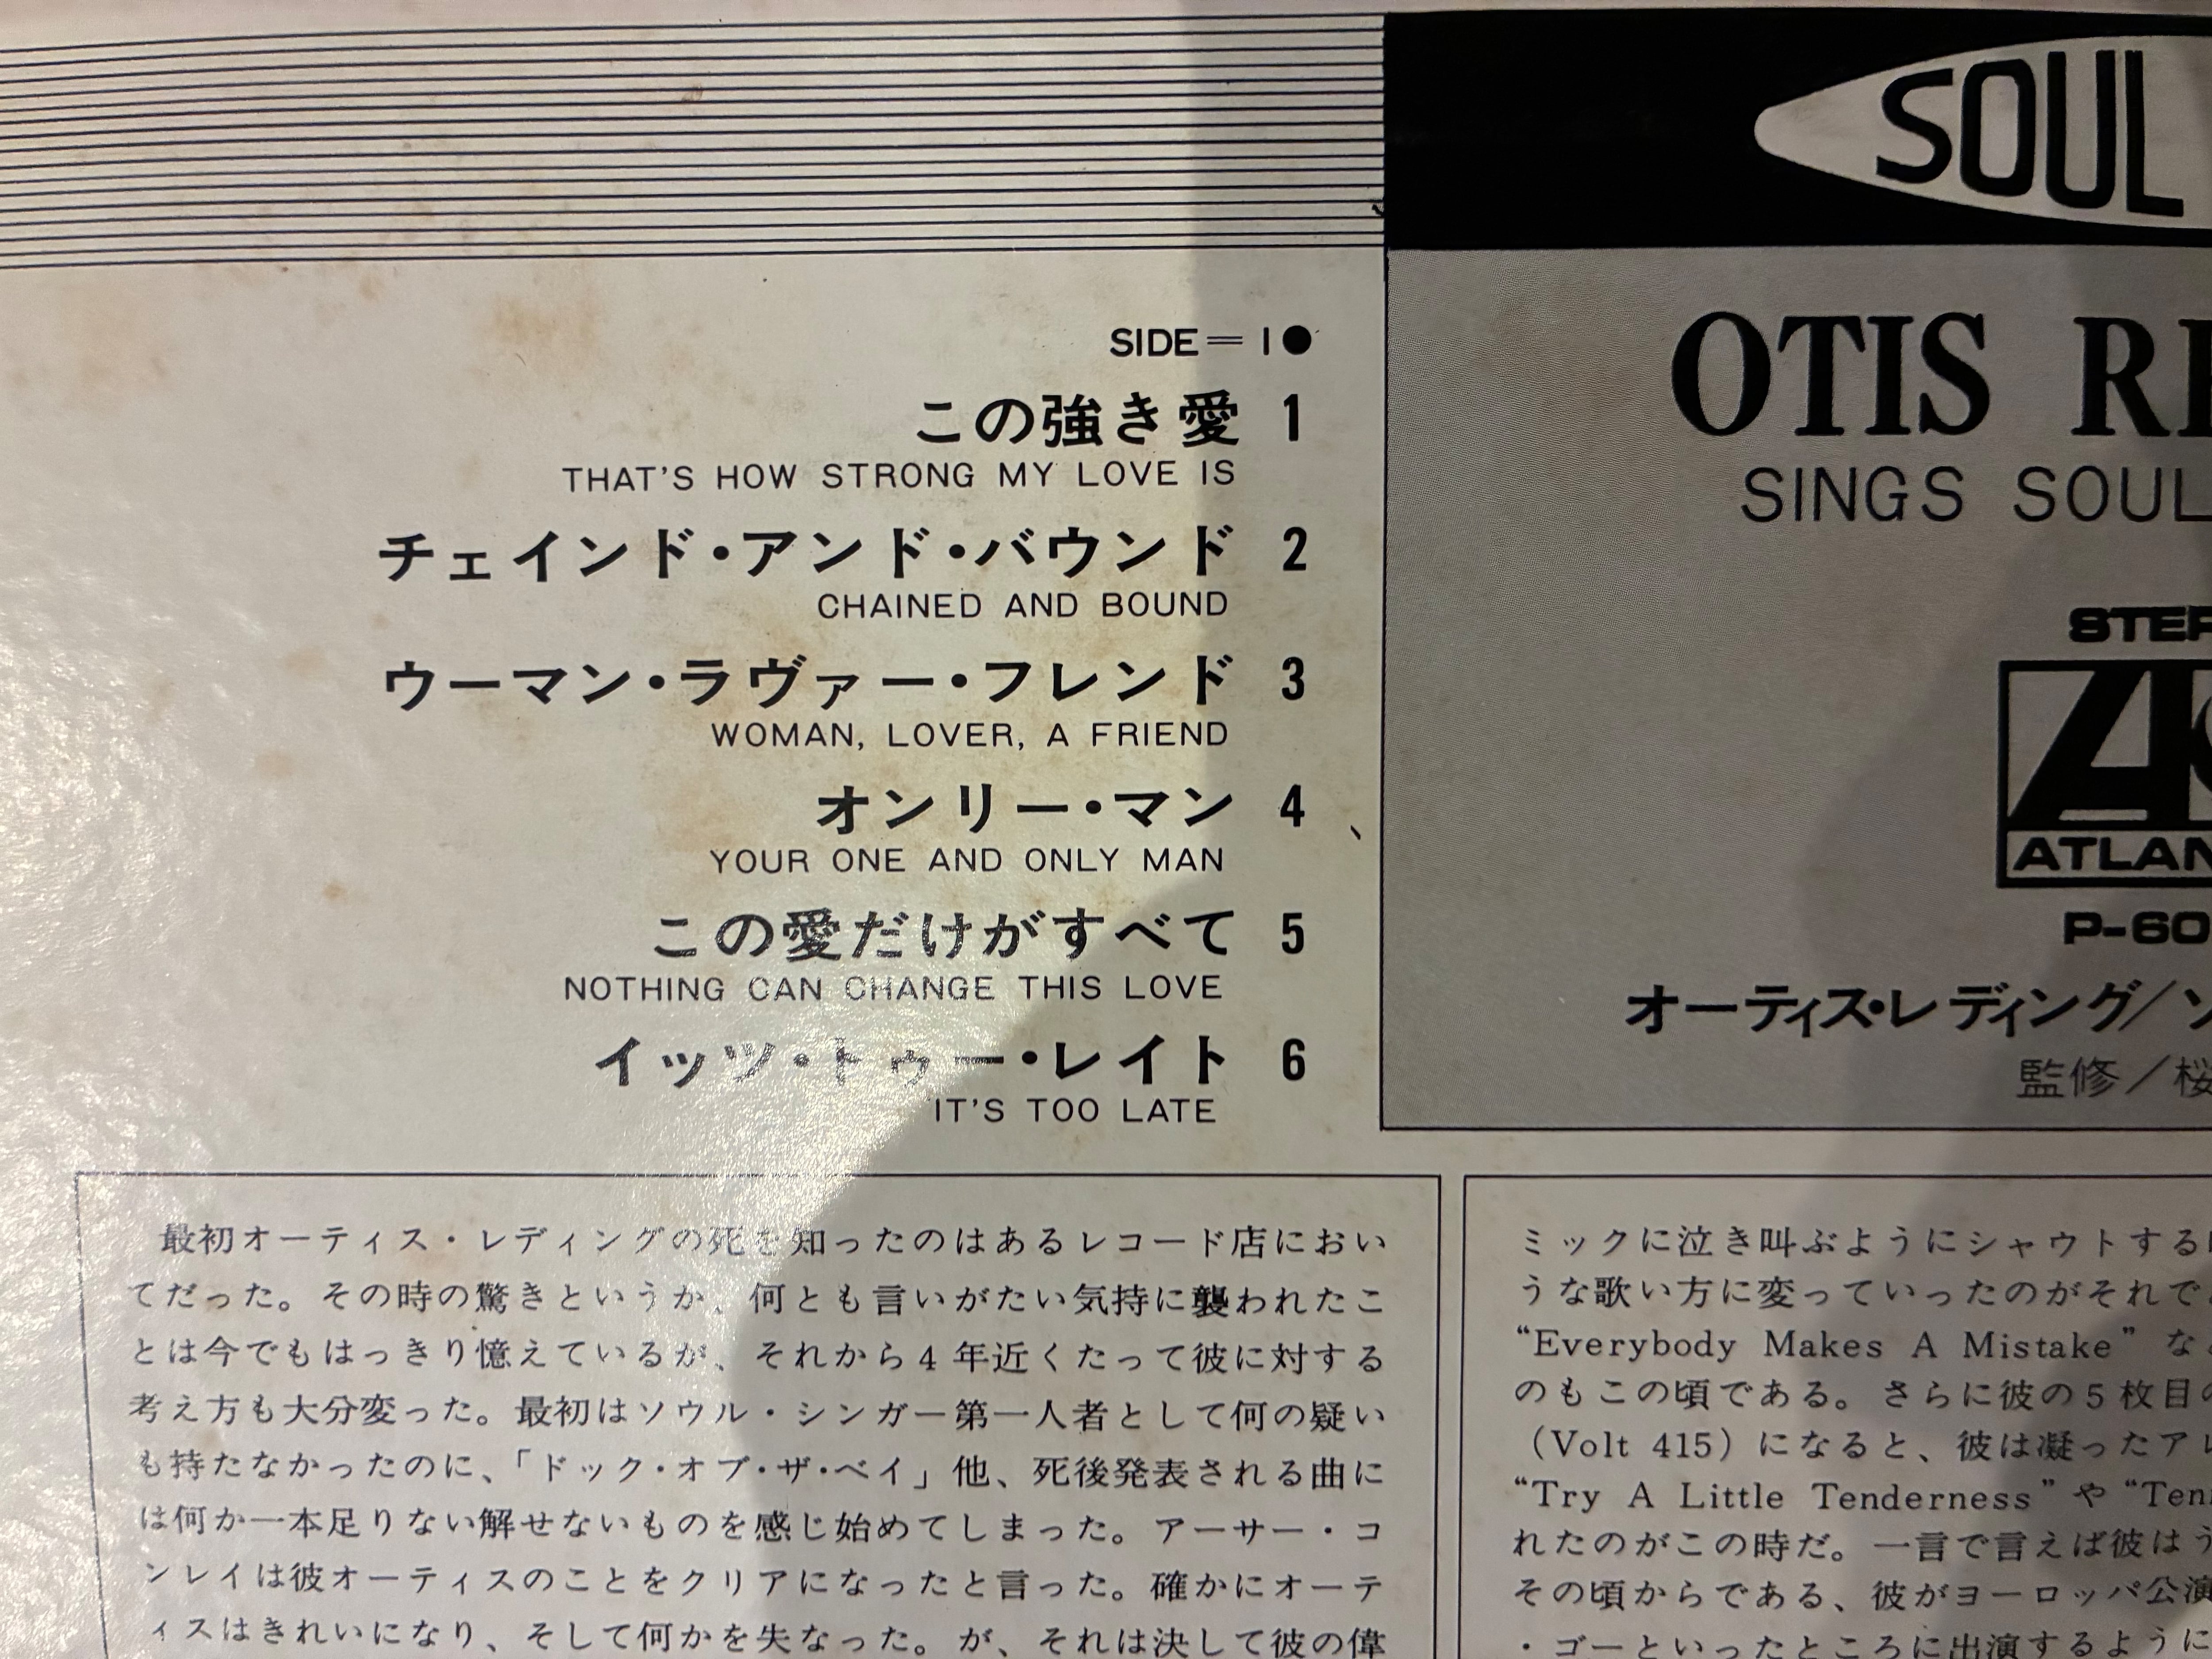 SOUL
SIDE＝1●
この強き愛 1
THAT'S HOW STRONG MY LOVE IS
チェインド・アンド・バウンド 2
CHAINED AND BOUND
ウーマン・ラヴァー・フレンド 3
WOMAN, LOVER, A FRIEND
オンリー・マン 4
YOUR ONE AND ONLY MAN
この愛だけがすべて 5
NOTHING CAN CHANGE THIS LOVE
イッツ・トゥー・レイト 6
IT'S TOO LATE
OTIS
SINGS SOUL
P-60
オーティス・レディング／ソ
監修／桜
最初オーティス・レディングの死を知ったのはあるレコード店におい
てだった。その時の驚きというか、何とも言いがたい気持に襲われたこ
とは今でもはっきり憶えているが、それから4年近くたって彼に対する
考え方も大分変った。最初はソウル・シンガー第一人者として何の疑い
も持たなかったのに、「ドック・オブ・ザ・ベイ」他、死後発表される曲に
は何か一本足りない解せないものを感じ始めてしまった。アーサー・コ
ンレイは彼オーティスのことをクリアになったと言った。確かにオーテ
ィスはきれいになり、そして何かを失なった。が、それは決して彼の偉
ミックに泣き叫ぶようにシャウトする
うな歌い方に変っていったのがそれで
“Everybody Makes A Mistake” な
のもこの頃である。さらに彼の5枚目
（Volt 415）になると、彼は凝ったア
“Try A Little Tenderness” や “Ten
れたのがこの時だ。一言で言えば彼は
その頃からである、彼がヨーロッパ公演
・ゴーといったところに出演するように